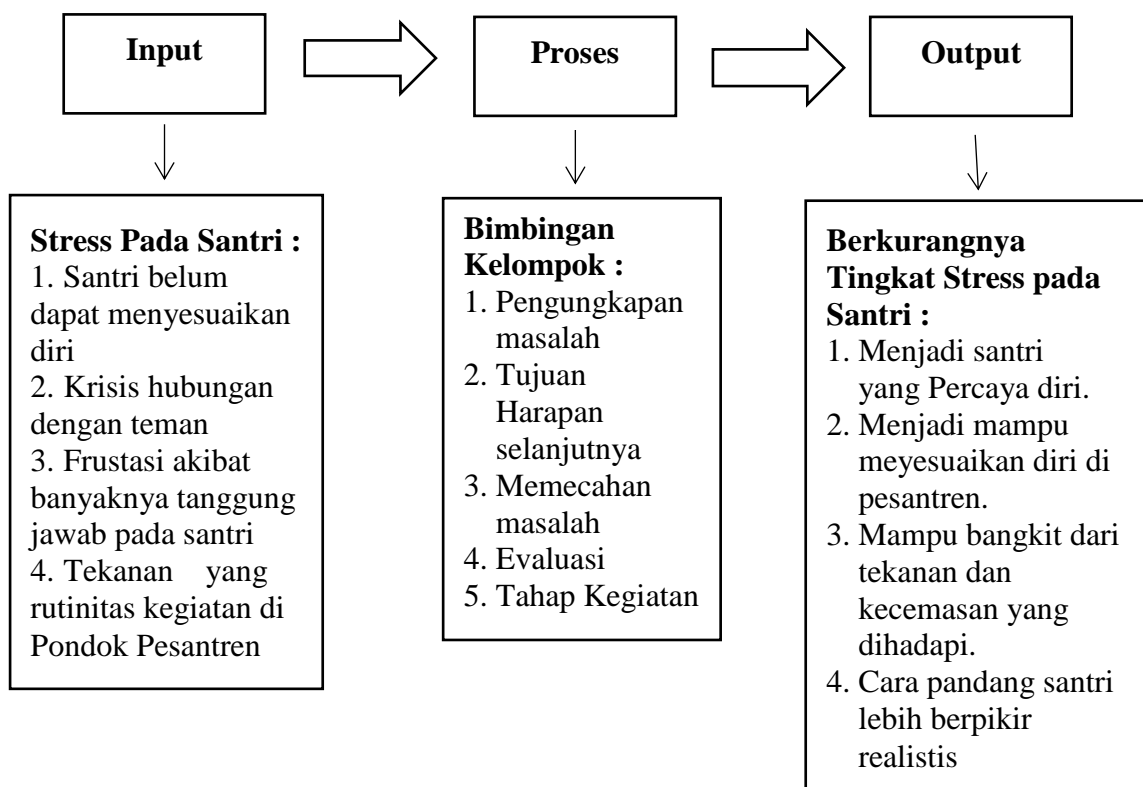 Input
Proses
Output
Stress Pada Santri :
1. Santri belum
dapat menyesuaikan
diri
2. Krisis hubungan
dengan teman
3. Frustasi akibat
banyaknya tanggung
jawab pada santri
4. Tekanan yang
rutinitas kegiatan di
Pondok Pesantren
Bimbingan
Kelompok :
1. Pengungkapan
masalah
2. Tujuan
Harapan
selanjutnya
3. Memecahan
masalah
4. Evaluasi
5. Tahap Kegiatan
Berkurangnya
Tingkat Stress pada
Santri :
1. Menjadi santri
yang Percaya diri.
2. Menjadi mampu
meyesuaikan diri di
pesantren.
3. Mampu bangkit dari
tekanan dan
kecemasan yang
dihadapi.
4. Cara pandang santri
lebih berpikir
realistis